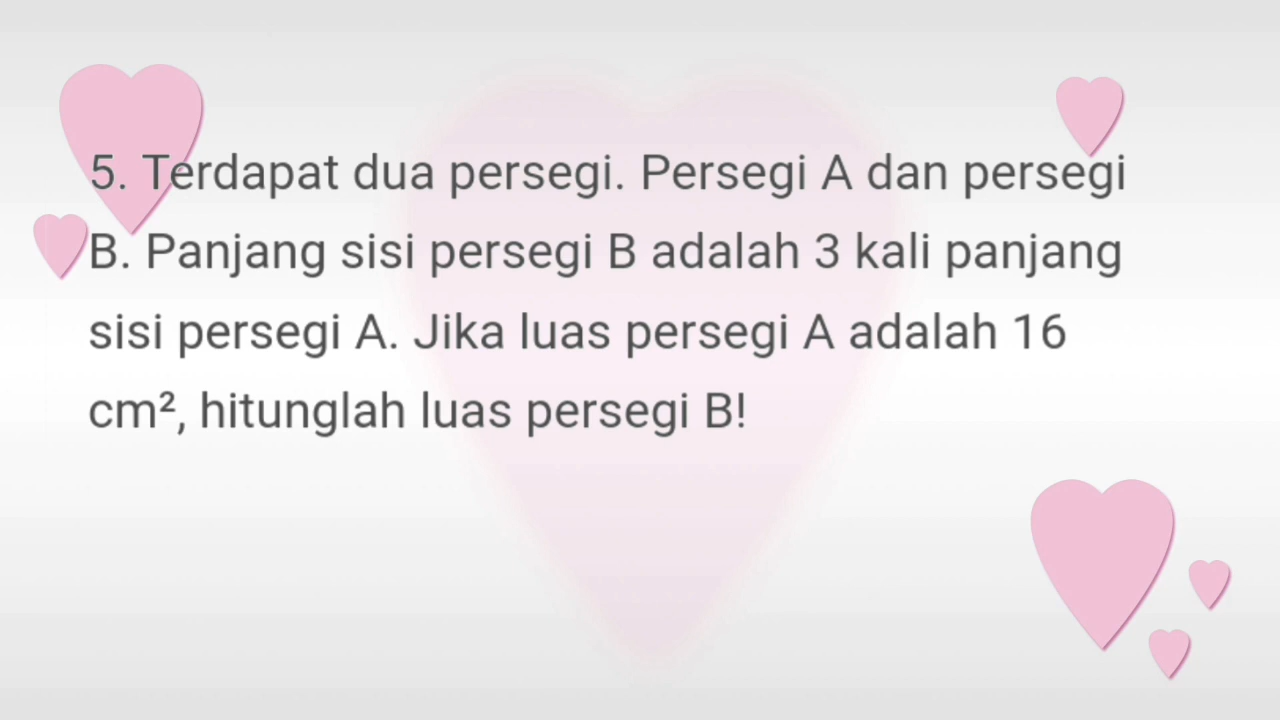 5. Terdapat dua persegi. Persegi A dan persegi
B. Panjang sisi persegi B adalah 3 kali panjang
sisi persegi A. Jika luas persegi A adalah 16
cm², hitunglah luas persegi B!